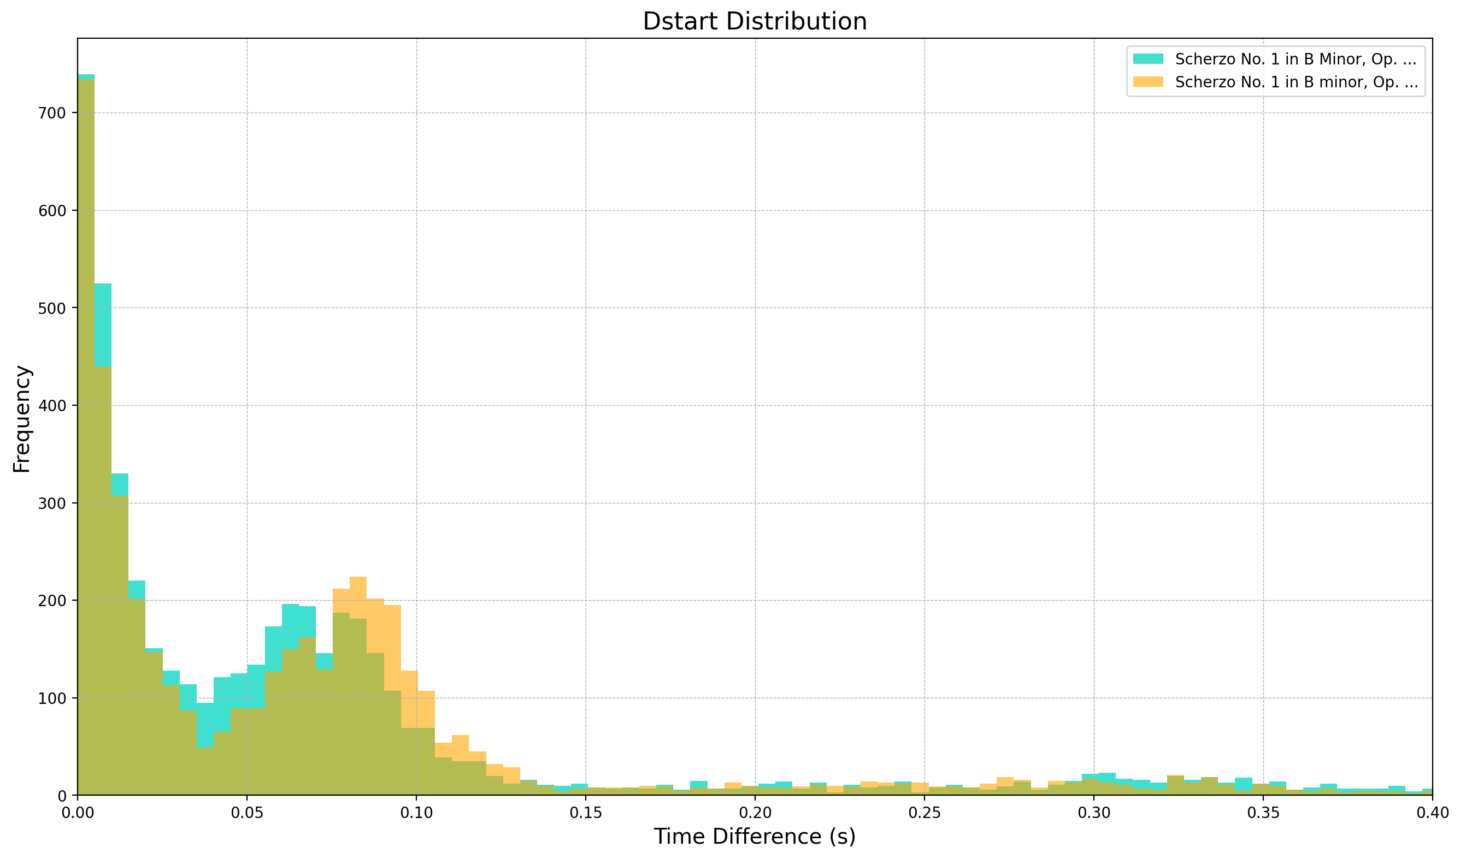 Dstart Distribution
Scherzo No. 1 in B Minor, Op. ...
Scherzo No. 1 in B minor, Op. ...
Frequency
700
600
500
400
300
200
100
0
0.00 0.05 0.10 0.15 0.20 0.25 0.30 0.35 0.40
Time Difference (s)